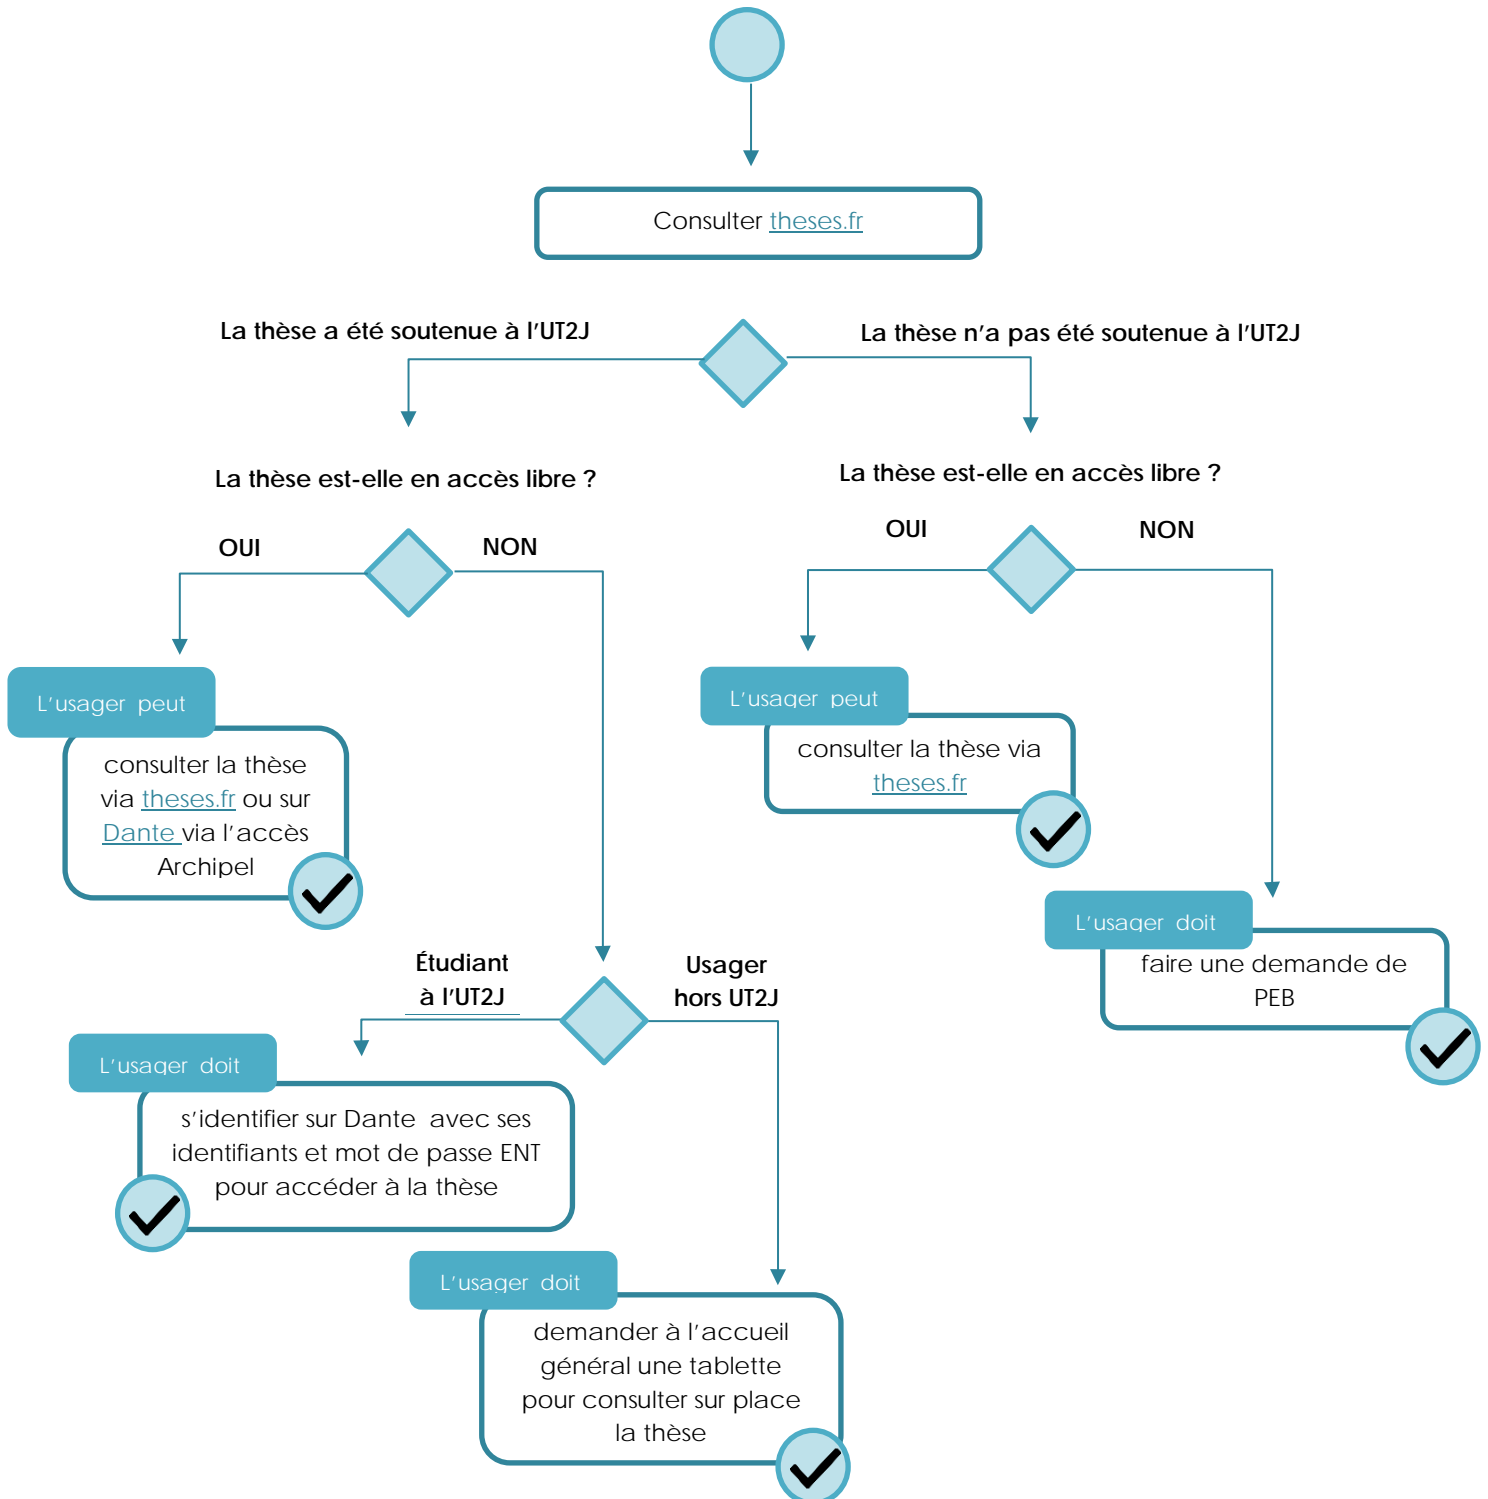 Consulter theses.fr
La thèse a été soutenue à l'UT2J
La thèse n'a pas été soutenue à l'UT2J
La thèse est-elle en accès libre ?
OUI
NON
La thèse est-elle en accès libre ?
OUI
NON
L'usager peut
consulter la thèse
via theses.fr ou sur
Dante via l'accès
Archipel
L'usager peut
consulter la thèse via
theses.fr
L'usager doit
faire une demande de
PEB
Étudiant
à l'UT2J
Usager
hors UT2J
L'usager doit
s'identifier sur Dante avec ses
identifiants et mot de passe ENT
pour accéder à la thèse
L'usager doit
demander à l'accueil
général une tablette
pour consulter sur place
la thèse